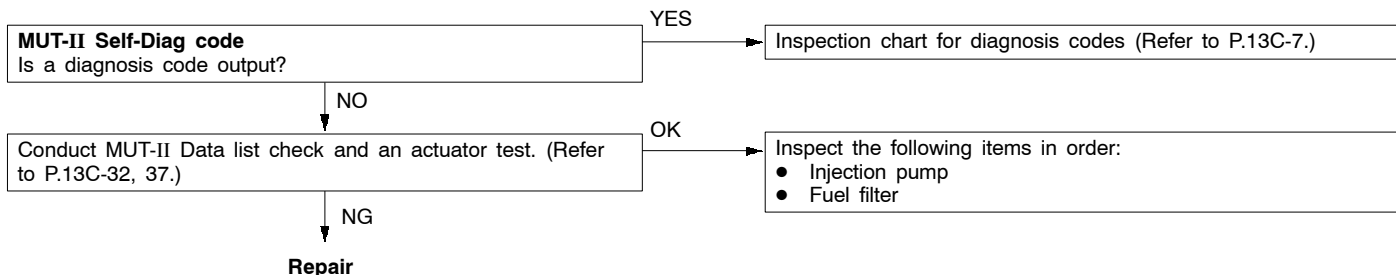 MUT-II Self-Diag code
Is a diagnosis code output?
YES
Inspection chart for diagnosis codes (Refer to P.13C-7.)
NO
Conduct MUT-II Data list check and an actuator test. (Refer
to P.13C-32, 37.)
OK
Inspect the following items in order:
● Injection pump
● Fuel filter
NG
Repair